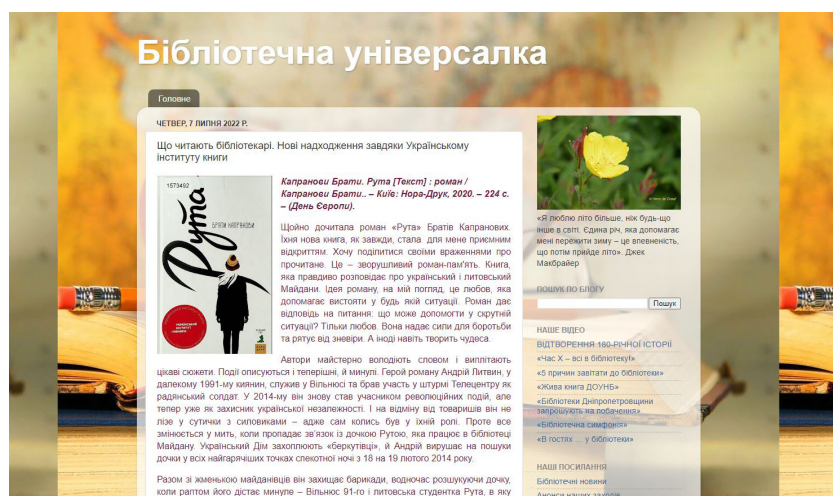 Бібліотечна універсалка
Головне
ЧЕТВЕР, 7 ЛИПНЯ 2022 Р.
Що читають бібліотекарі. Нові надходження завдяки Українському
інституту книги
1573492
Рута
БРАТИ КАПРАНОВИ
Капранови Брати. Рута [Текст] : роман /
Капранови Брати.. – Київ: Нора-Друк, 2020. – 224 с.
– (День Європи).
Щойно дочитала роман «Рута» Братів Капранових.
Їхня нова книга, як завжди, стала для мене приємним
відкриттям. Хочу поділитися своїми враженнями про
прочитане. Це – зворушливий роман-пам'ять. Книга,
яка правдиво розповідає про український і литовський
Майдани. Ідея роману, на мій погляд, це любов, яка
допомагає вистояти у будь якій ситуації. Роман дає
відповідь на питання: що може допомогти у скрутній
ситуації? Тільки любов. Вона надає сили для боротьби
та рятує від зневіри. А іноді навіть творить чудеса.
Автори майстерно володіють словом і виплітають
цікаві сюжети. Події описуються і теперішні, й минулі. Герой роману Андрій Литвин, у
далекому 1991-му киянин, служив у Вільнюсі та брав участь у штурмі Телецентру як
радянський солдат. У 2014-му він знову став учасником революційних подій, але
тепер уже як захисник української незалежності. І на відміну від товаришів він не
лізе у сутички з силовиками – адже сам колись був у їхній ролі. Проте все
змінюється у мить, коли пропадає зв'язок із дочкою Рутою, яка працює в бібліотеці
Майдану. Український Дім захоплюють «беркутівці», й Андрій вирушає на пошуки
дочки у всіх найгарячіших точках спекотної ночі з 18 на 19 лютого 2014 року.
Разом зі жменькою майданівців він захищає барикади, водночас розшукуючи дочку,
коли раптом його дістає минуле – Вільнюс 91-го і литовська студентка Рута, в яку
«Я люблю літо більше, ніж будь-що
інше в світі. Єдина річ, яка допомагає
мені пережити зиму – це впевненість,
що потім прийде літо». Джек
Макбрайер
ПОШУК ПО БЛОГУ
Пошук
НАШЕ ВІДЕО
ВІДТВОРЕННЯ 180-РІЧНОЇ ІСТОРІЇ
«Час Х – всі в бібліотеку!»
«5 причин завітати до бібліотеки»
«Жива книга ДОУНБ»
«Бібліотеки Дніпропетровщини
запрошують на побачення»
«Бібліотечна симфонія»
«В гостях ... у бібліотеки»
НАШІ ПОСИЛАННЯ
Бібліотечні новини
Анонси наших заходів